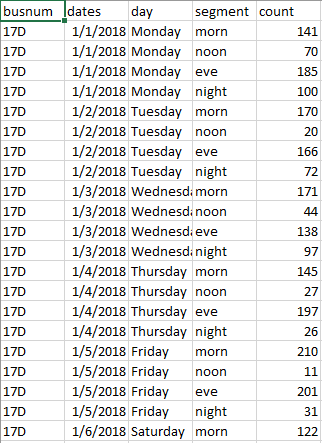 busnum dates day segment count
17D 1/1/2018 Monday morn 141
17D 1/1/2018 Monday noon 70
17D 1/1/2018 Monday eve 185
17D 1/1/2018 Monday night 100
17D 1/2/2018 Tuesday morn 170
17D 1/2/2018 Tuesday noon 20
17D 1/2/2018 Tuesday eve 166
17D 1/2/2018 Tuesday night 72
17D 1/3/2018 Wednesda morn 171
17D 1/3/2018 Wednesda noon 44
17D 1/3/2018 Wednesda eve 138
17D 1/3/2018 Wednesda night 97
17D 1/4/2018 Thursday morn 145
17D 1/4/2018 Thursday noon 27
17D 1/4/2018 Thursday eve 197
17D 1/4/2018 Thursday night 26
17D 1/5/2018 Friday morn 210
17D 1/5/2018 Friday noon 11
17D 1/5/2018 Friday eve 201
17D 1/5/2018 Friday night 31
17D 1/6/2018 Saturday morn 122